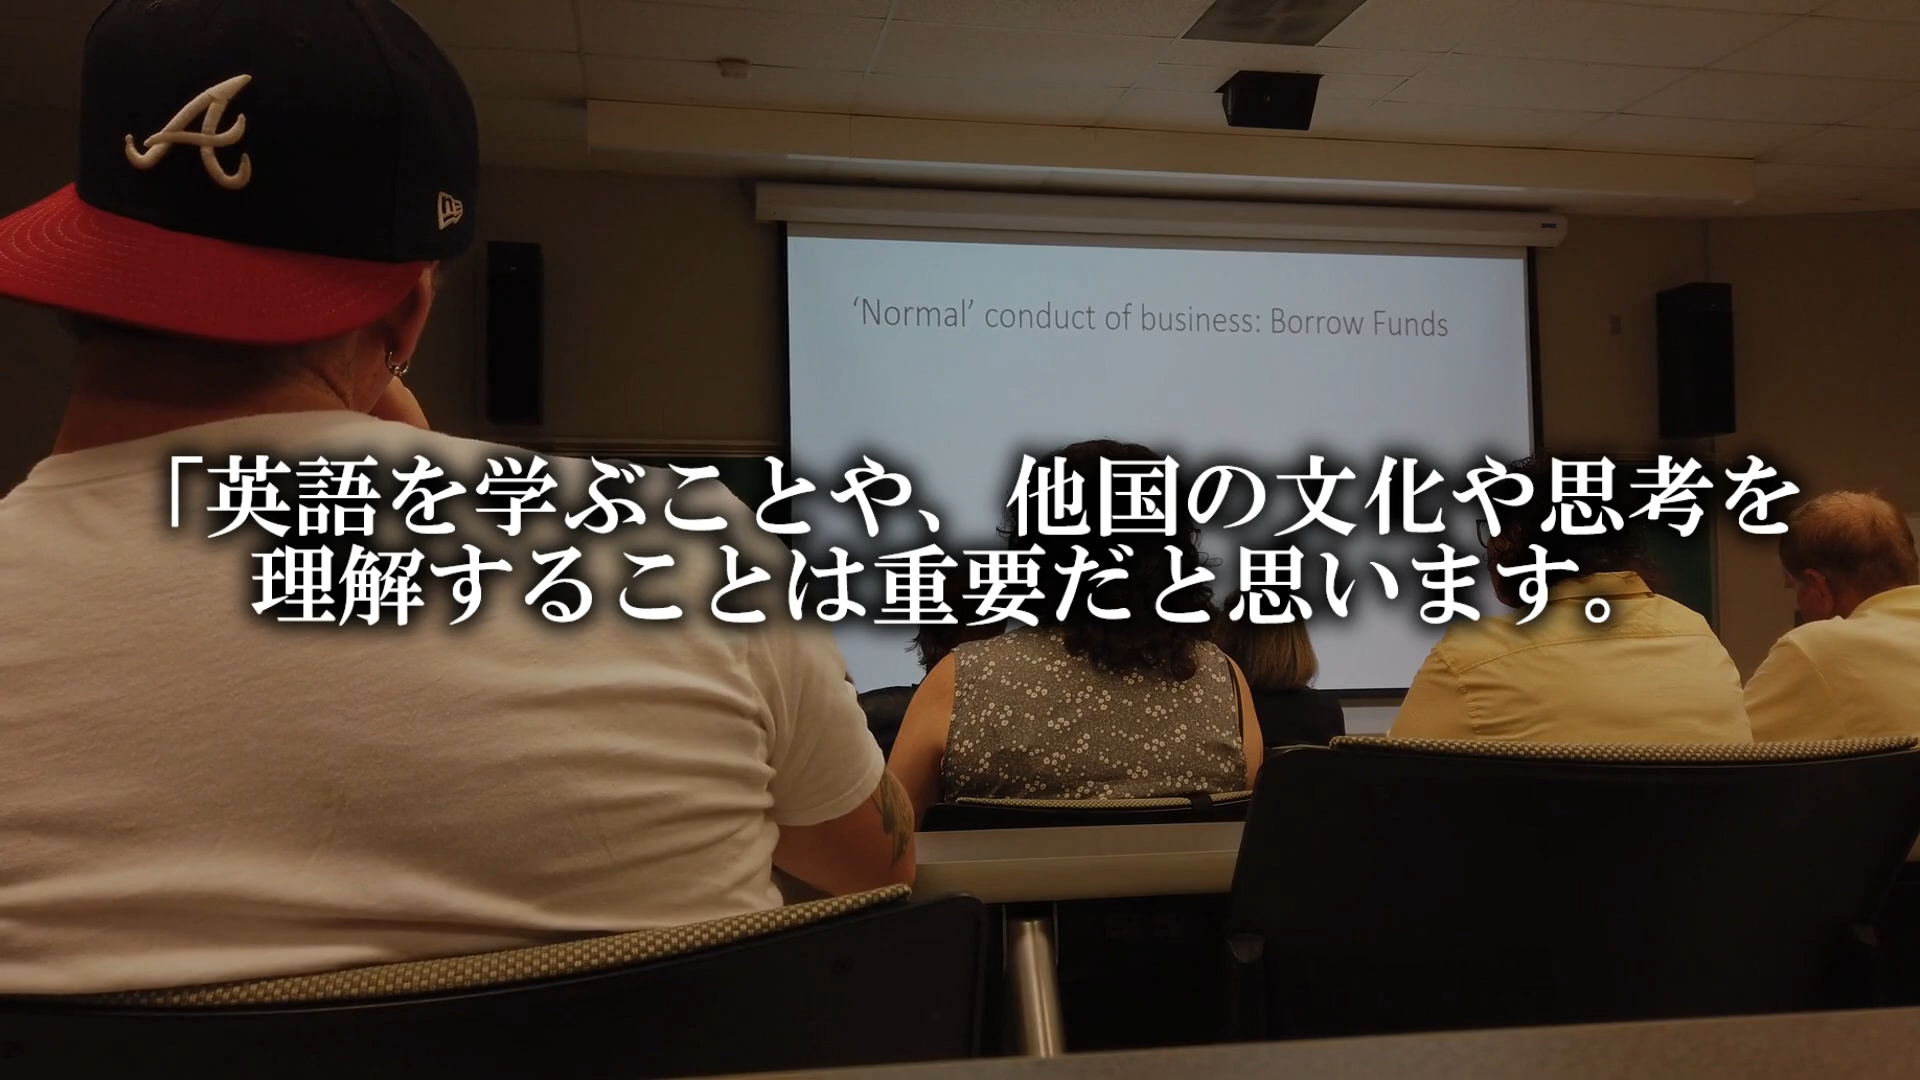 ‘Normal’ conduct of business: Borrow Funds
「英語を学ぶことや、他国の文化や思考を
理解することは重要だと思います。